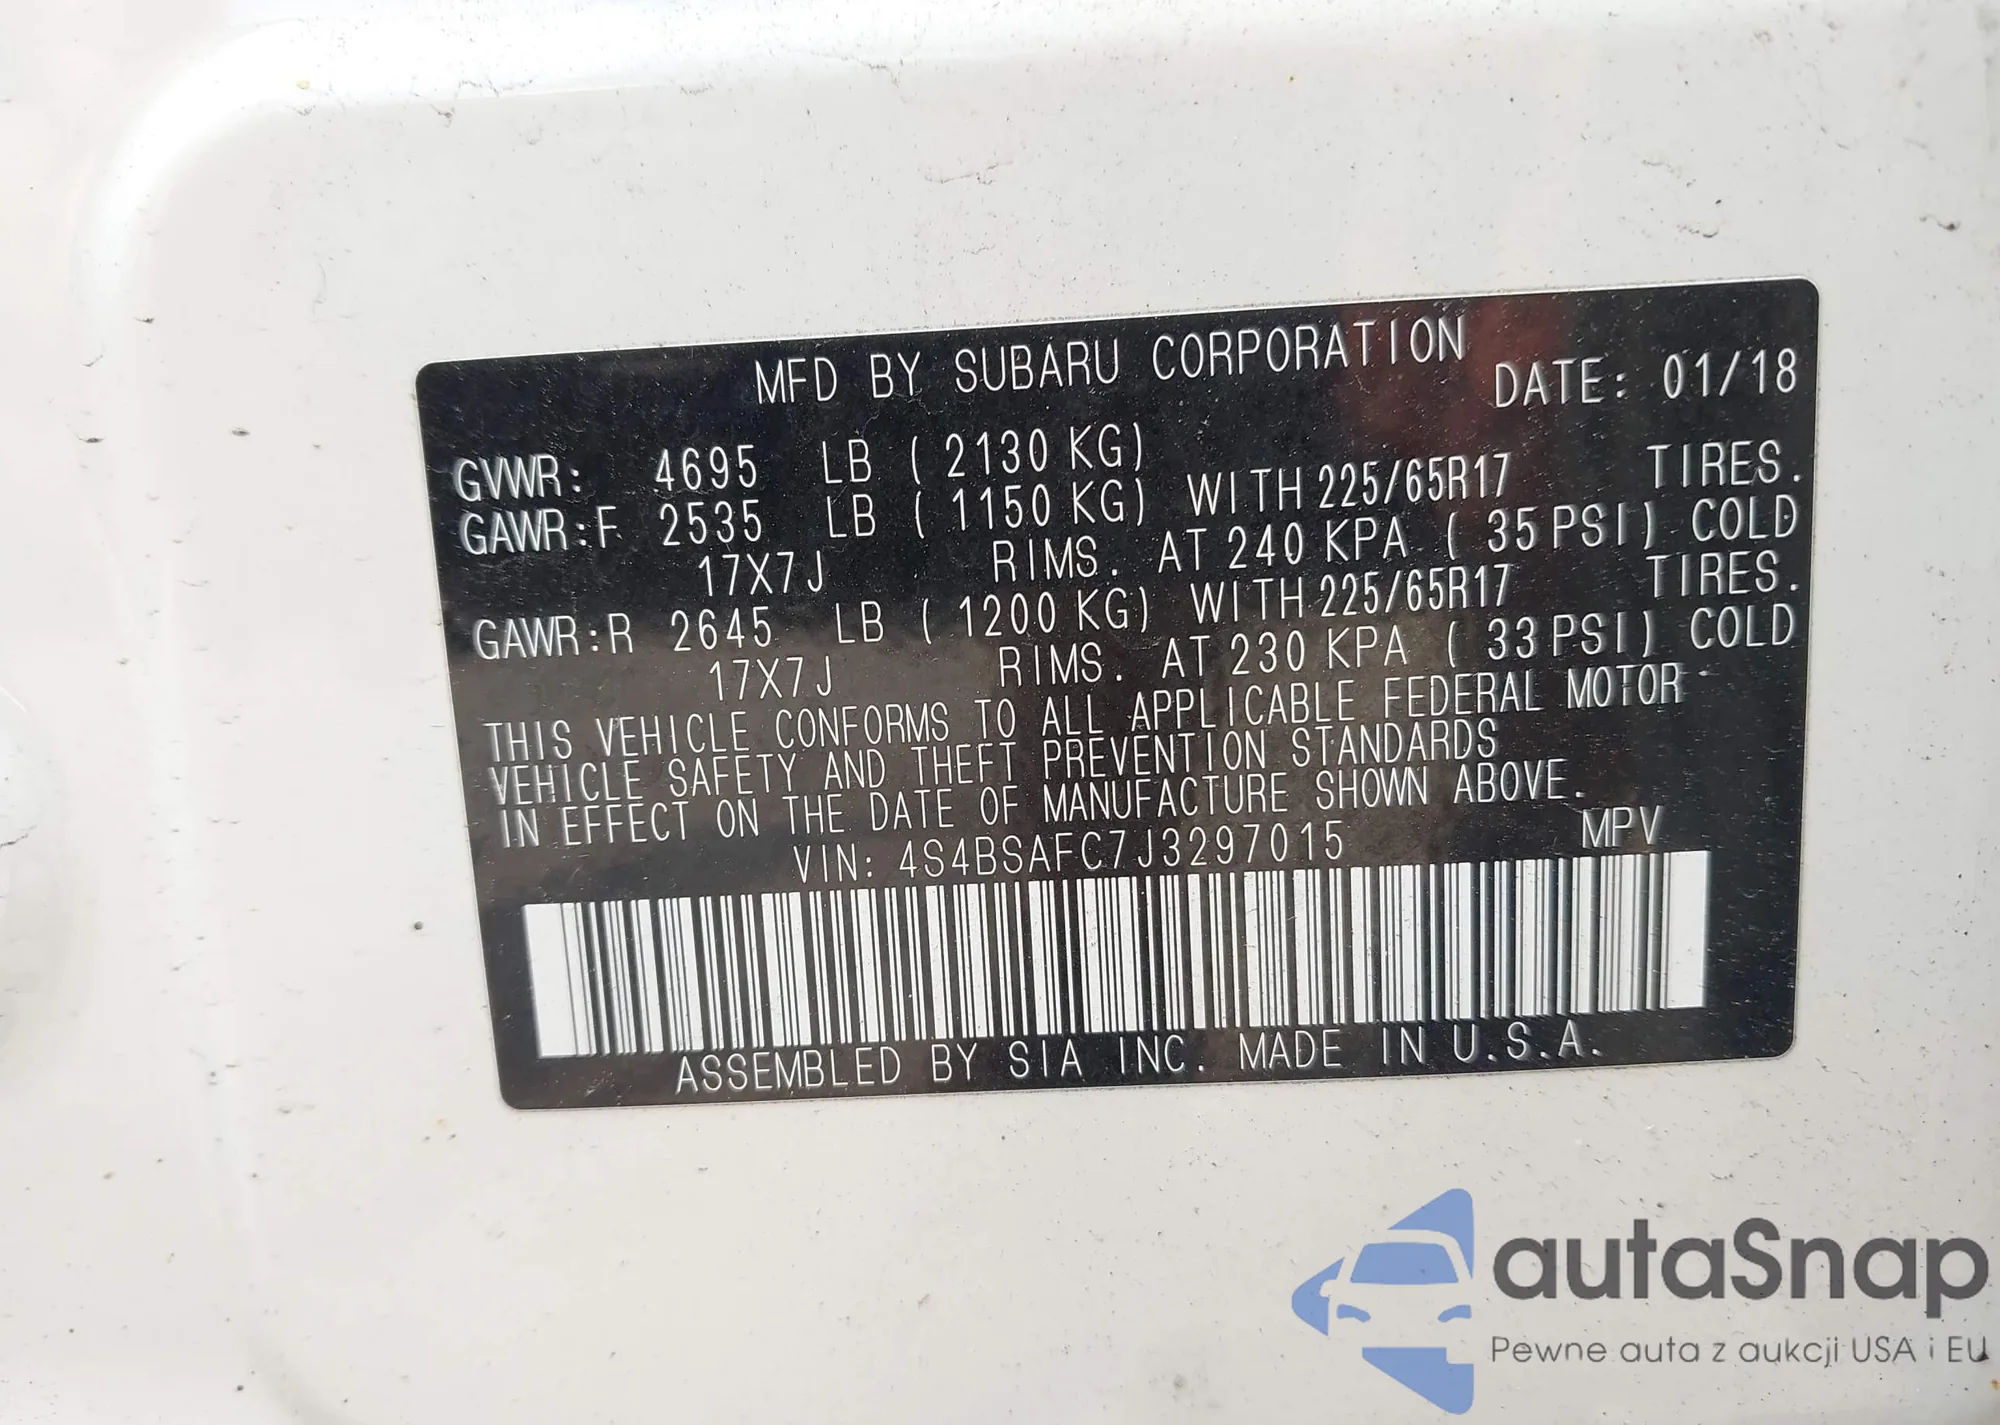 MFD BY SUBARU CORPORATION DATE: 01/18
GVWR: 4695 LB ( 2130 KG)
GAWR:F 2535 LB ( 1150 KG) WITH 225/65R17 TIRES.
17X7J RIMS. AT 240 KPA ( 35 PSI) COLD
GAWR:R 2645 LB ( 1200 KG) WITH 225/65R17 TIRES.
17X7J RIMS. AT 230 KPA ( 33 PSI) COLD
THIS VEHICLE CONFORMS TO ALL APPLICABLE FEDERAL MOTOR
VEHICLE SAFETY AND THEFT PREVENTION STANDARDS
IN EFFECT ON THE DATE OF MANUFACTURE SHOWN ABOVE.
VIN: 4S4BSAFC7J3297015 MPV
ASSEMBLED BY SIA INC. MADE IN U.S.A.
autaSnap
Pewne auta z aukcji USA i EU